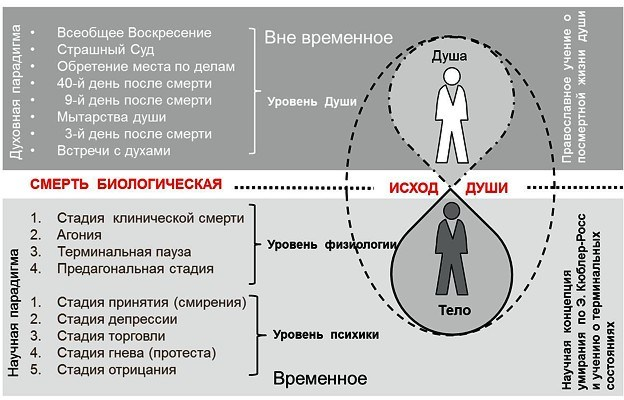 Духовная парадигма
• Всеобщее Воскресение
• Страшный Суд
• Обретение места по делам
• 40-й день после смерти
• 9-й день после смерти
• Мытарства души
• 3-й день после смерти
• Встречи с духами
Вне временное
Уровень Души
Душа
Православное учение о
посмертной жизни души
СМЕРТЬ БИОЛОГИЧЕСКАЯ
ИСХОД ДУШИ
Научная парадигма
1. Стадия клинической смерти
2. Агония
3. Терминальная пауза
4. Предагональная стадия
Уровень физиологии
1. Стадия принятия (смирения)
2. Стадия депрессии
3. Стадия торговли
4. Стадия гнева (протеста)
5. Стадия отрицания
Уровень психики
Временное
Тело
Научная концепция
умирания по Э. Кюблер-Росс
и учению о терминальных
состояниях